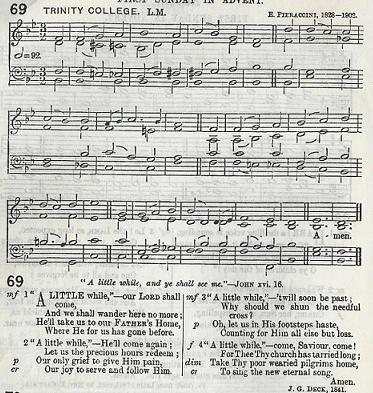 FIRST SUNDAY IN ADVENT.
69 TRINITY COLLEGE. L.M. E. PIERACCINI, 1828—1902.
=92.
A - men.
69
"A little while, and ye shall see me."—JOHN xvi. 16.
mf 1 "A LITTLE while,"—our LORD shall
come,
And we shall wander here no more;
He'll take us to our FATHER'S Home,
Where He for us has gone before.
2 "A little while,"—He'll come again;
Let us the precious hours redeem;
p Our only grief to give Him pain,
cr Our joy to serve and follow Him.
mf 3 "A little while,"—'twill soon be past;
Why should we shun the needful
cross?
p Oh, let us in His footsteps haste,
Counting for Him all else but loss.
f 4 "A little while,"—come, Saviour, come!
For Thee Thy church has tarried long;
dim Take Thy poor wearied pilgrims home,
cr To sing the new eternal song.
Amen.
J. G. DECK, 1841.